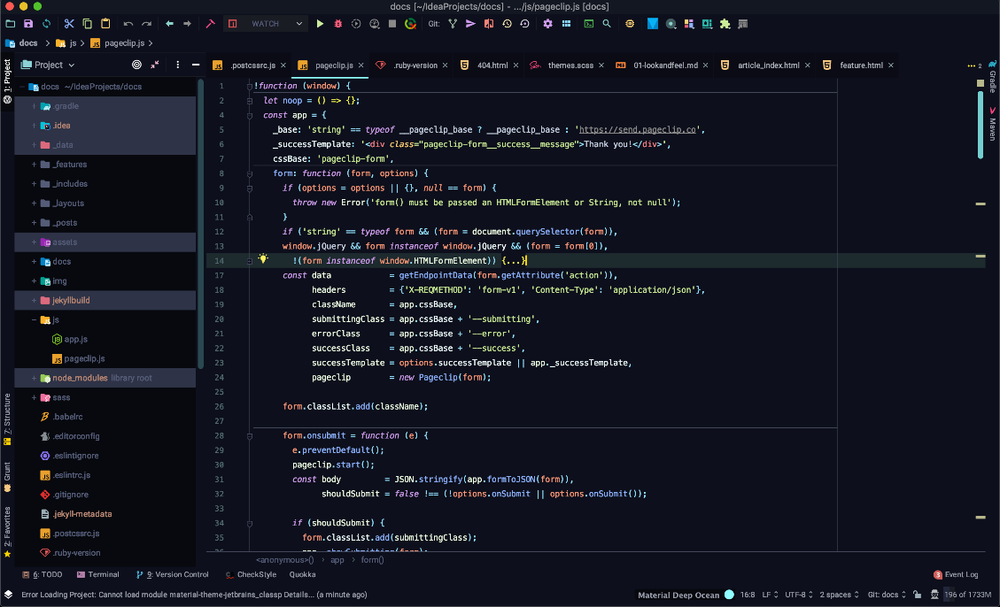 docs [~/IdeaProjects/docs] - .../js/pageclip.js [docs]
WATCH
Git:
docs
js
pageclip.js
1: Project
Project
docs ~/IdeaProjects/docs
.gradle
.idea
_data
_features
_includes
_layouts
_posts
assets
docs
img
jekyllbuild
js
app.js
pageclip.js
node_modules library root
sass
.babelrc
.editorconfig
.eslintignore
.eslintrc.js
.gitignore
.jekyll-metadata
.postcssrc.js
.ruby-version
7: Structure
Grunt
2: Favorites
.postcssrc.js
pageclip.js
.ruby-version
404.html
themes.scss
01-lookandfeel.md
article_index.html
feature.html
2
1 !function (window) {
2 let noop = () => {};
4 const app = {
5 _base: 'string' == typeof __pageclip_base ? __pageclip_base : 'https://send.pageclip.co',
6 _successTemplate: '<div class="pageclip-form__success__message">Thank you!</div>',
7 cssBase: 'pageclip-form',
8 form: function (form, options) {
9 if (options = options || {}, null == form) {
10 throw new Error('form() must be passed an HTMLFormElement or String, not null');
11 }
12 if ('string' == typeof form && (form = document.querySelector(form)),
13 window.jQuery && form instanceof window.jQuery && (form = form[0]),
14 !(form instanceof window.HTMLFormElement)) {...}
17 const data = getEndpointData(form.getAttribute('action')),
18 headers = {'X-REQMETHOD': 'form-v1', 'Content-Type': 'application/json'},
19 className = app.cssBase,
20 submittingClass = app.cssBase + '--submitting',
21 errorClass = app.cssBase + '--error',
22 successClass = app.cssBase + '--success',
23 successTemplate = options.successTemplate || app._successTemplate,
24 pageclip = new Pageclip(form);
25
26 form.classList.add(className);
27
28 form.onsubmit = function (e) {
29 e.preventDefault();
30 pageclip.start();
31 const body = JSON.stringify(app.formToJSON(form)),
32 shouldSubmit = false !== (!options.onSubmit || options.onSubmit());
33
34 if (shouldSubmit) {
35 form.classList.add(submittingClass);
<anonymous>() app form()
Gradle
Maven
6: TODO
Terminal
9: Version Control
CheckStyle
Quokka
3 Event Log
Error Loading Project: Cannot load module material-theme-jetbrains_classp Details... (a minute ago)
Material Deep Ocean
16:8 LF UTF-8 2 spaces Git: docs 196 of 1733M